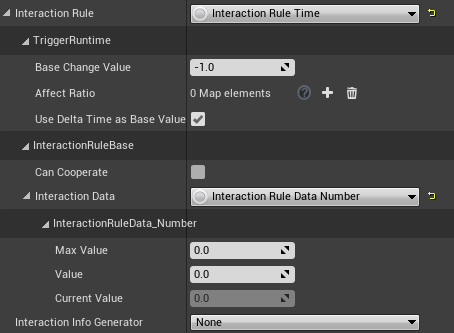 Interaction Rule Interaction Rule Time
TriggerRuntime
Base Change Value -1.0
Affect Ratio 0 Map elements
Use Delta Time as Base Value
InteractionRuleBase
Can Cooperate
Interaction Data Interaction Rule Data Number
InteractionRuleData_Number
Max Value 0.0
Value 0.0
Current Value 0.0
Interaction Info Generator None